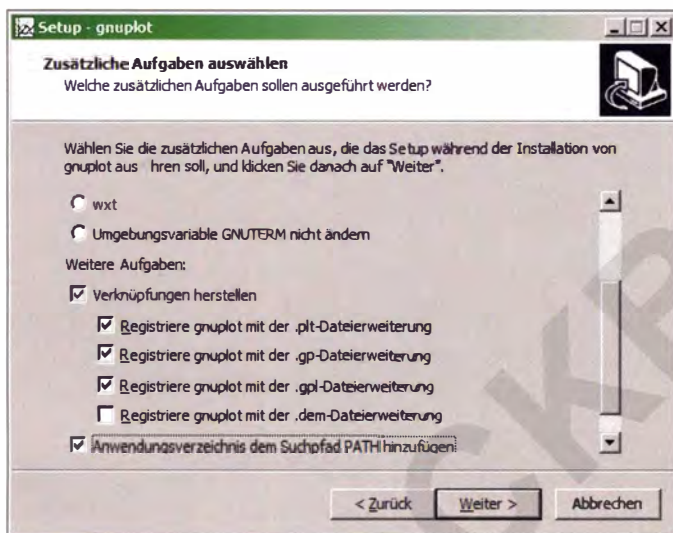 Setup - gnuplot
Zusätzliche Aufgaben auswählen
Welche zusätzlichen Aufgaben sollen ausgeführt werden?
Wählen Sie die zusätzlichen Aufgaben aus, die das Setup während der Installation von
gnuplot aus hren soll, und klicken Sie danach auf "Weiter".
wxt
Umgebungsvariable GNUTERM nicht ändern
Weitere Aufgaben:
Verknüpfungen herstellen
Registriere gnuplot mit der .plt-Dateierweiterung
Registriere gnuplot mit der .gp-Dateierweiterung
Registriere gnuplot mit der .gpl-Dateierweiterung
Registriere gnuplot mit der .dem-Dateierweiterung
Anwendungsverzeichnis dem Suchpfad PATH hinzufügen
< Zurück Weiter > Abbrechen